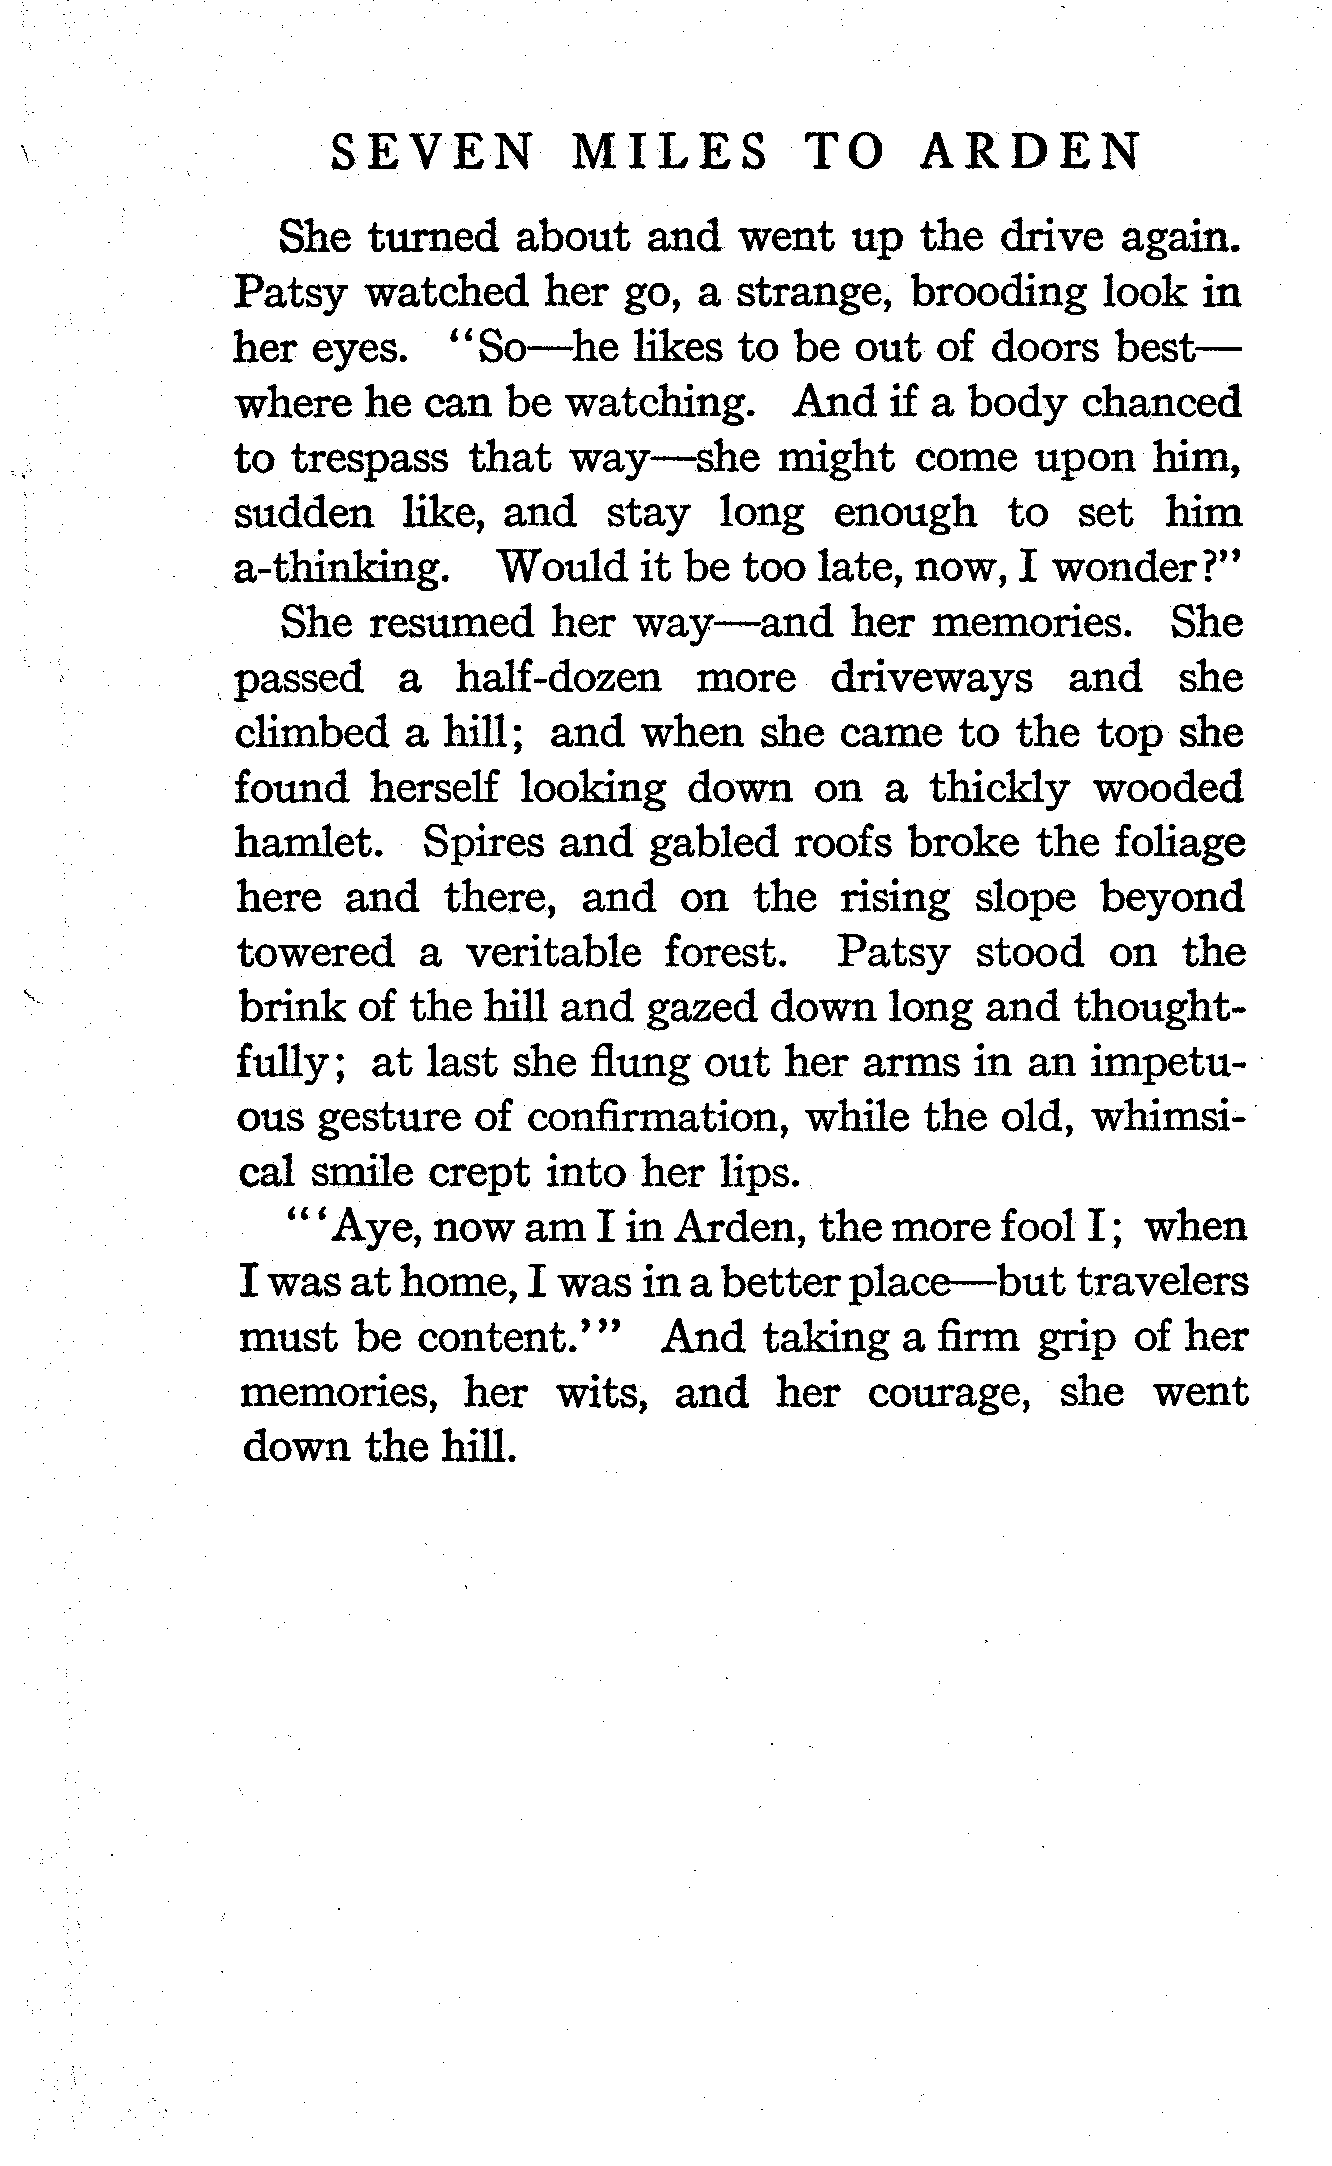 SEVEN MILES TO ARDEN
She turned about and went up the drive again.
Patsy watched her go, a strange, brooding look in
her eyes. "So—he likes to be out of doors best—
where he can be watching. And if a body chanced
to trespass that way—she might come upon him,
sudden like, and stay long enough to set him
a-thinking. Would it be too late, now, I wonder?"
She resumed her way—and her memories. She
passed a half-dozen more driveways and she
climbed a hill; and when she came to the top she
found herself looking down on a thickly wooded
hamlet. Spires and gabled roofs broke the foliage
here and there, and on the rising slope beyond
towered a veritable forest. Patsy stood on the
brink of the hill and gazed down long and thought-
fully; at last she flung out her arms in an impetu-
ous gesture of confirmation, while the old, whimsi-
cal smile crept into her lips.
"'Aye, now am I in Arden, the more fool I; when
I was at home, I was in a better place—but travelers
must be content.'" And taking a firm grip of her
memories, her wits, and her courage, she went
down the hill.